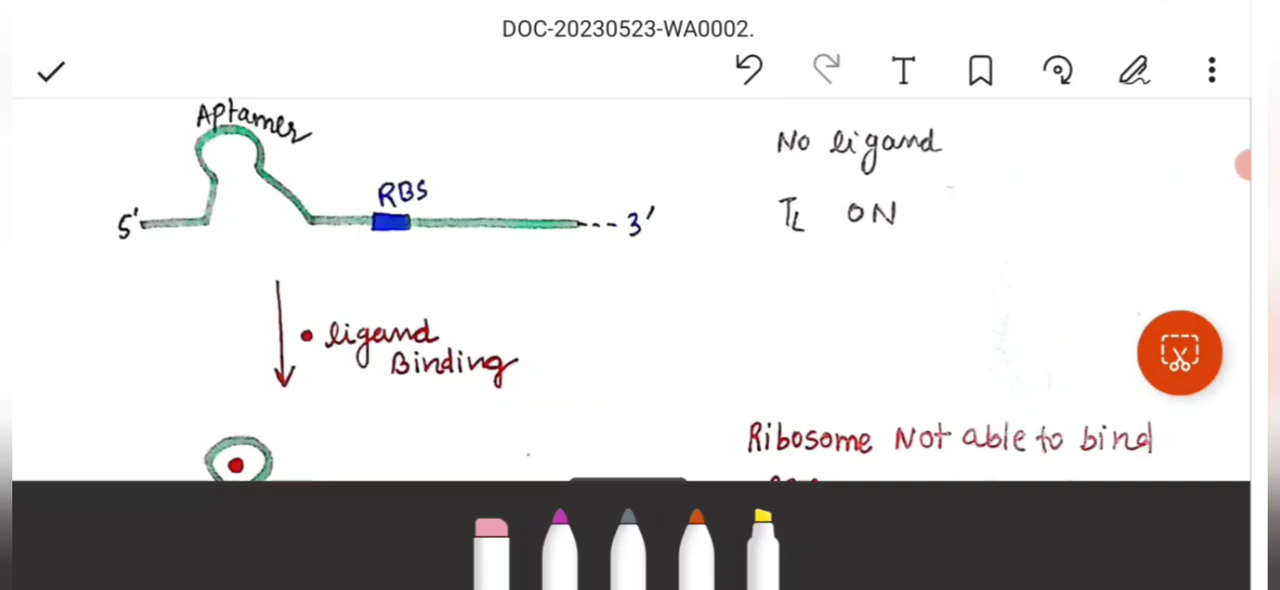 DOC-20230523-WA0002.
Aptamer
No ligand
RBS
5' --- 3'
TL ON
• ligand
Binding
Ribosome Not able to bind